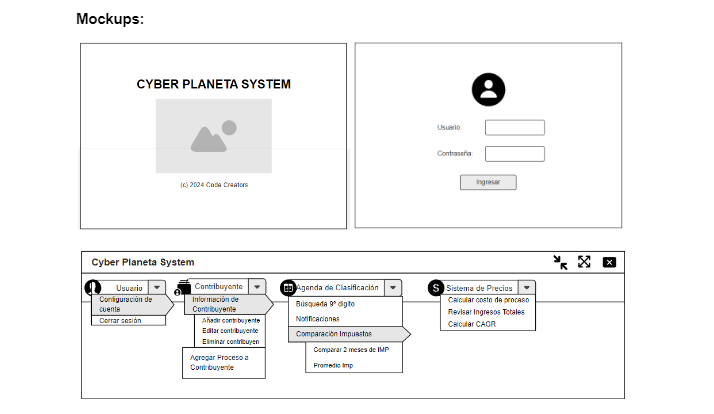 Mockups:
CYBER PLANETA SYSTEM
(c) 2024 Code Creators
Usuario
Contraseña:
Ingresar
Cyber Planeta System
Usuario
Configuración de
cuenta
Cerrar sesión
Contribuyente
Información de
Contribuyente
Añadir contribuyente
Editar contribuyente
Eliminar contribuyen
Agregar Proceso a
Contribuyente
Agenda de Clasificación
Búsqueda 9º digito
Notificaciones
Comparación Impuestos
Comparar 2 meses de IMP
Promedio Imp
Sistema de Precios
Calcular costo de proceso
Revisar Ingresos Totales
Calcular CAGR